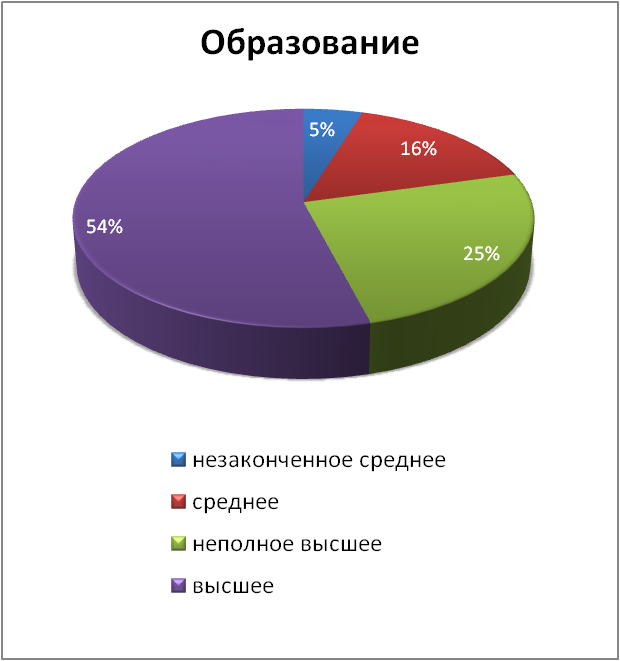 Образование
5%
16%
54%
25%
незаконченное среднее
среднее
неполное высшее
высшее